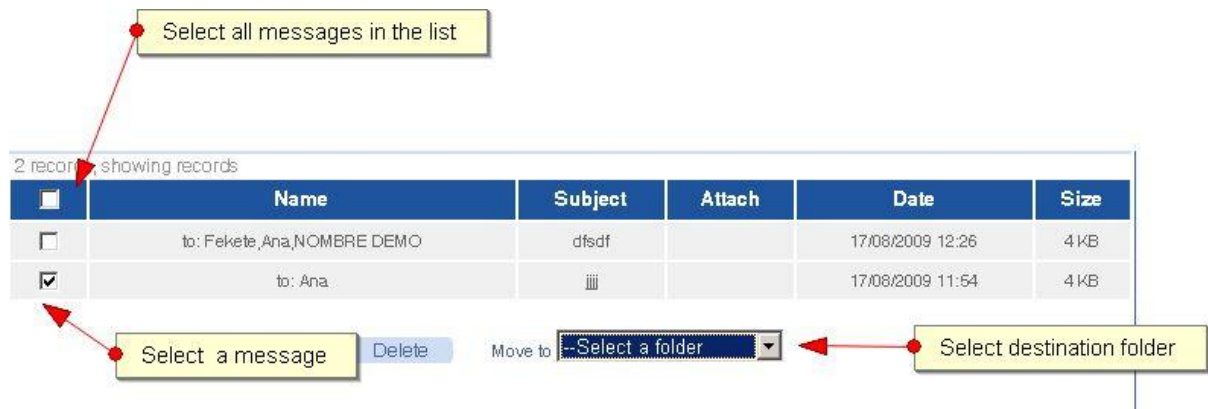 Select all messages in the list
2 record, showing records
Name Subject Attach Date Size
to: Fekete,Ana,NOMBRE DEMO dfsdf 17/08/2009 12:26 4 KB
to: Ana jjjj 17/08/2009 11:54 4 KB
Select a message Delete Move to --Select a folder Select destination folder